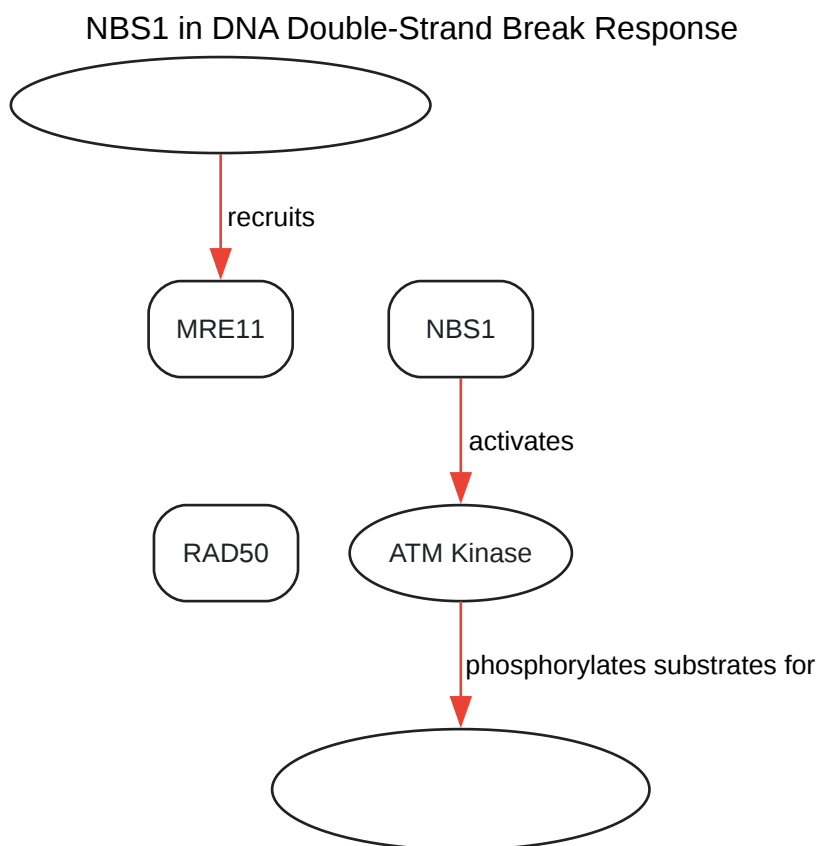 NBS1 in DNA Double-Strand Break Response
recruits
MRE11
NBS1
activates
RAD50
ATM Kinase
phosphorylates substrates for